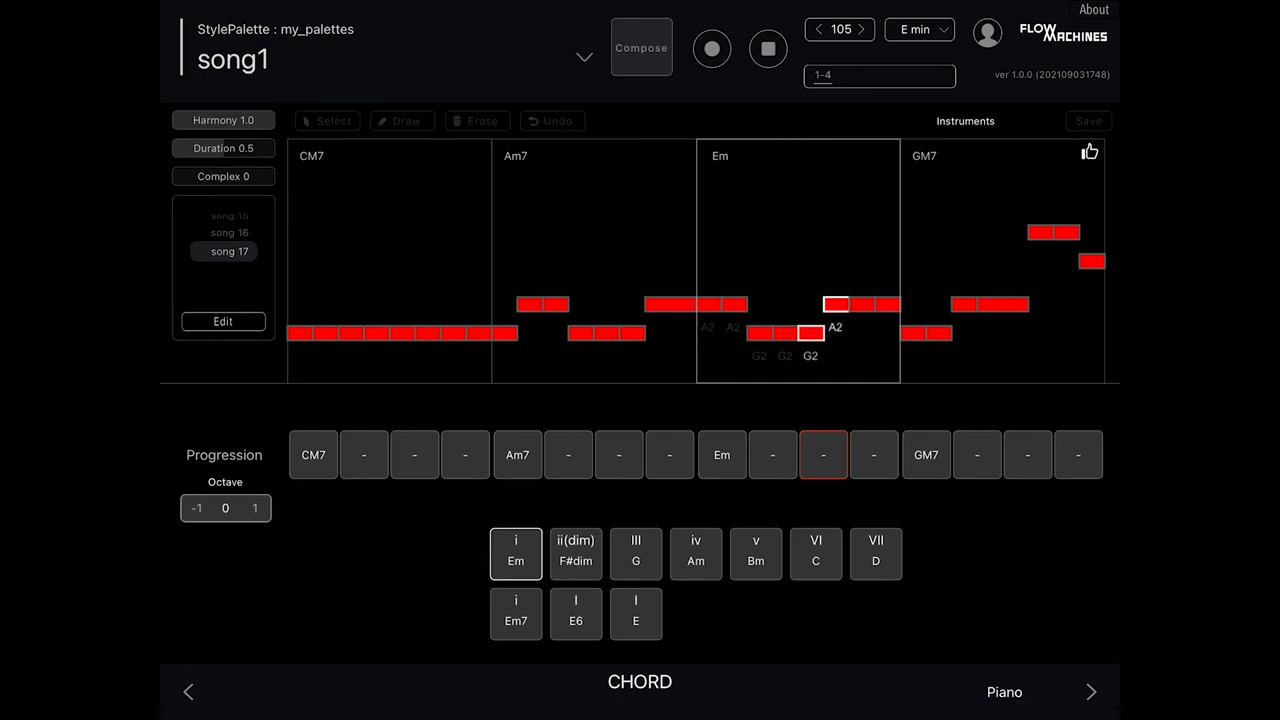 About
StylePalette : my_palettes
song1
Compose
105
E min
FLOW MACHINES
1-4
ver 1.0.0 (202109031748)
Harmony 1.0
Duration 0.5
Complex 0
Select
Draw
Erase
Undo
Instruments
Save
CM7
Am7
Em
GM7
song 15
song 16
song 17
Edit
A2 A2
G2 G2 G2
A2
Progression
CM7 - - - Am7 - - - Em - - - GM7 - - -
Octave
-1 0 1
i ii(dim) III iv v VI VII
Em F#dim G Am Bm C D
i I I
Em7 E6 E
CHORD
Piano